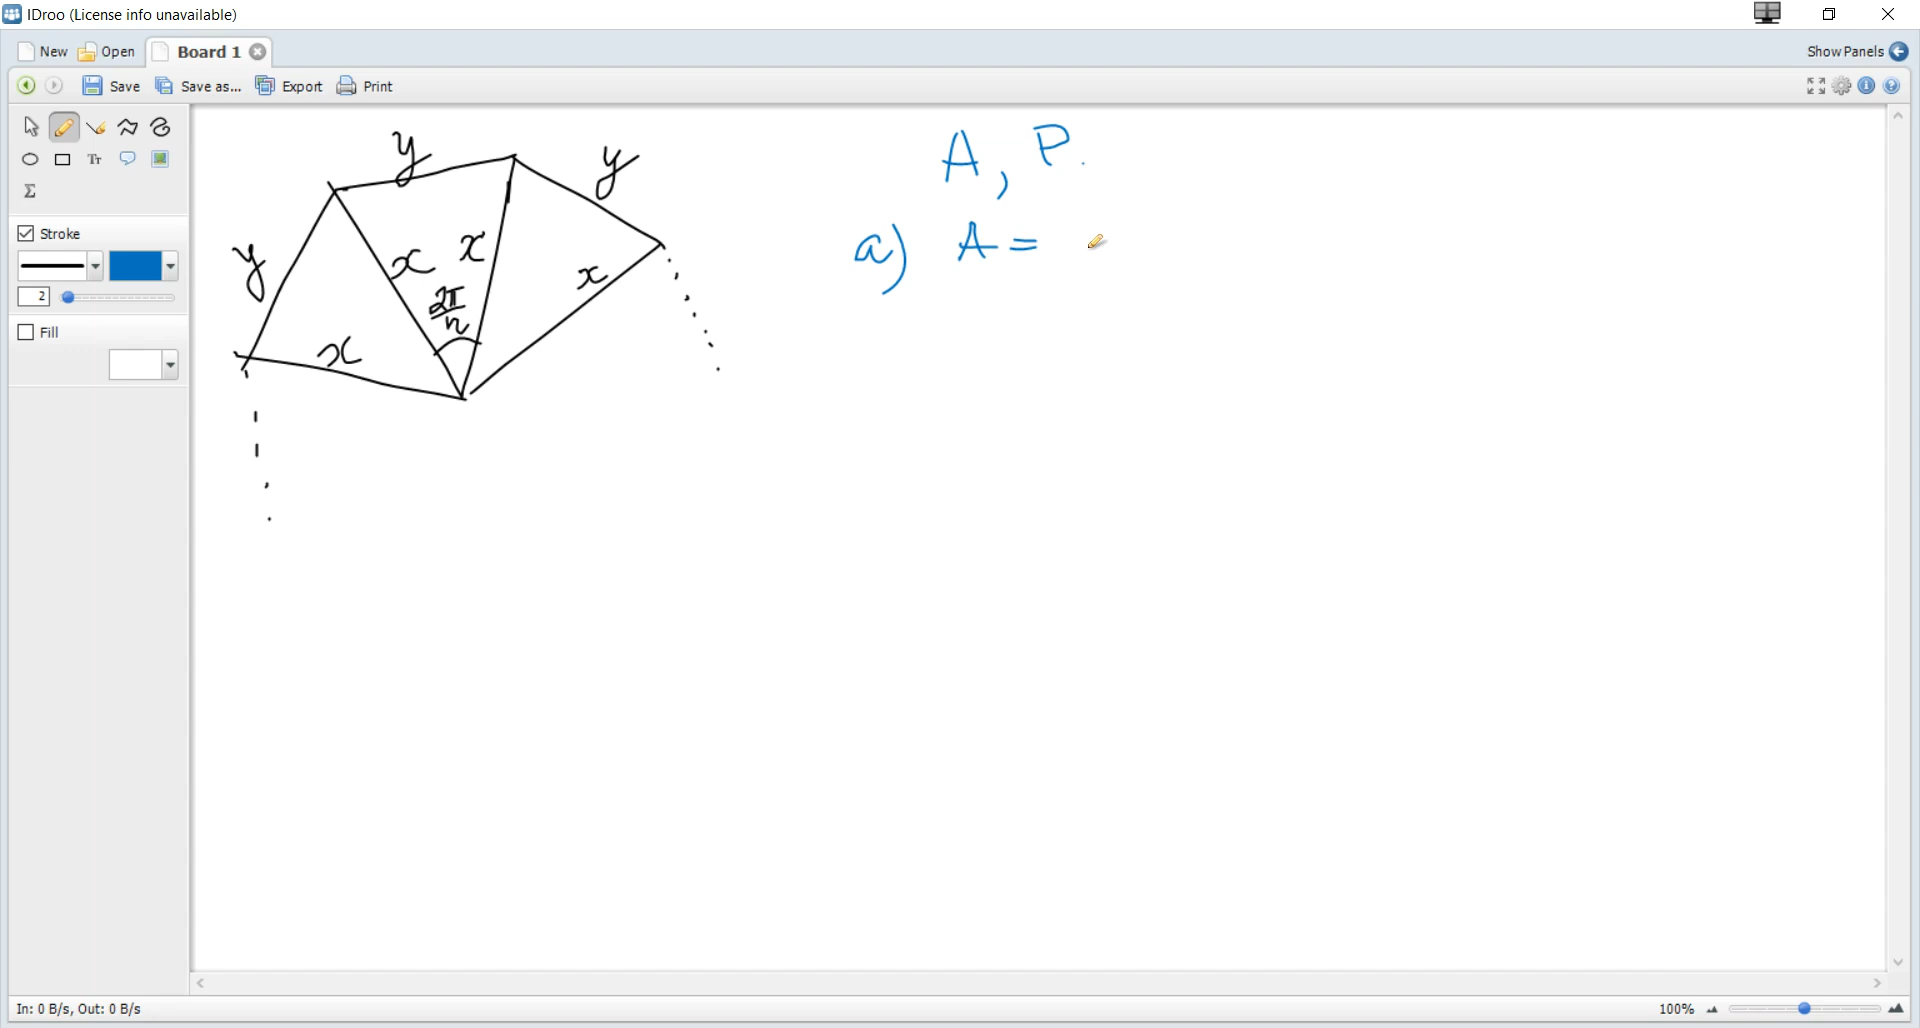 IDroo (License info unavailable)
New Open Board 1 Show Panels
Save Save as... Export Print
Tr
Σ
Stroke
2
Fill
y y
A, P.
y x x x
a) A =
2π/n
x
In: 0 B/s, Out: 0 B/s 100%